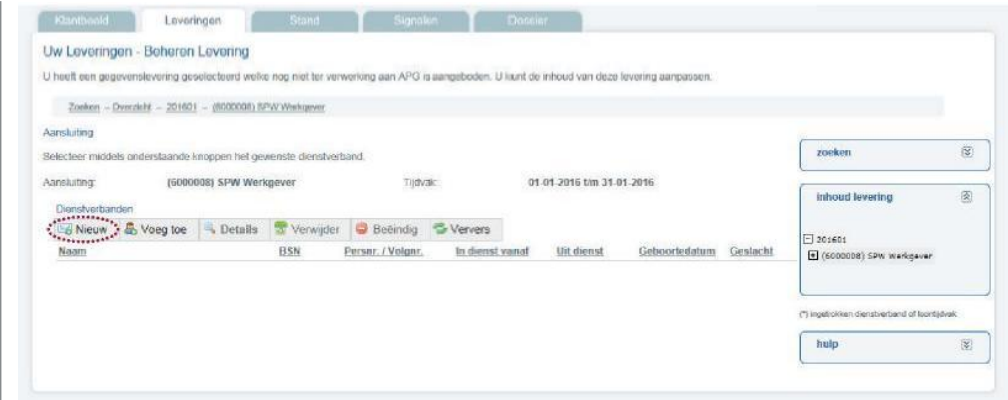 Klantbeeld Leveringen Stand Signalen Dossier
Uw Leveringen - Beheren Levering
U heeft een gegevenslevering geselecteerd welke nog niet ter verwerking aan APG is aangeboden. U kunt de inhoud van deze levering aanpassen.
Zoeken - Overzicht - 201601 - (6000008) SPW Werkgever
Aansluiting
Selecteer middels onderstaande knoppen het gewenste dienstverband.
Aansluiting: (6000008) SPW Werkgever Tijdvak: 01-01-2016 t/m 31-01-2016
Dienstverbanden
Nieuw Voeg toe Details Verwijder Beëindig Ververs
Naam BSN Persnr. / Volgnr. In dienst vanaf Uit dienst Geboortedatum Geslacht
zoeken
inhoud levering
201601
(6000008) SPW Werkgever
(*) ingetrokken dienstverband of loontijdvak
hulp